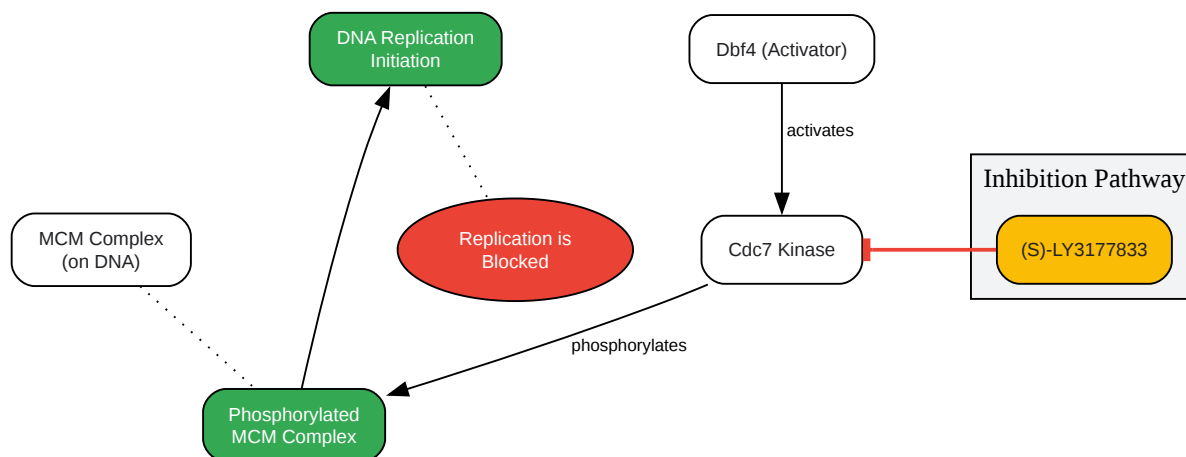 DNA Replication
Initiation
Dbf4 (Activator)
activates
Inhibition Pathway
MCM Complex
(on DNA)
Replication is
Blocked
Cdc7 Kinase
(S)-LY3177833
phosphorylates
Phosphorylated
MCM Complex